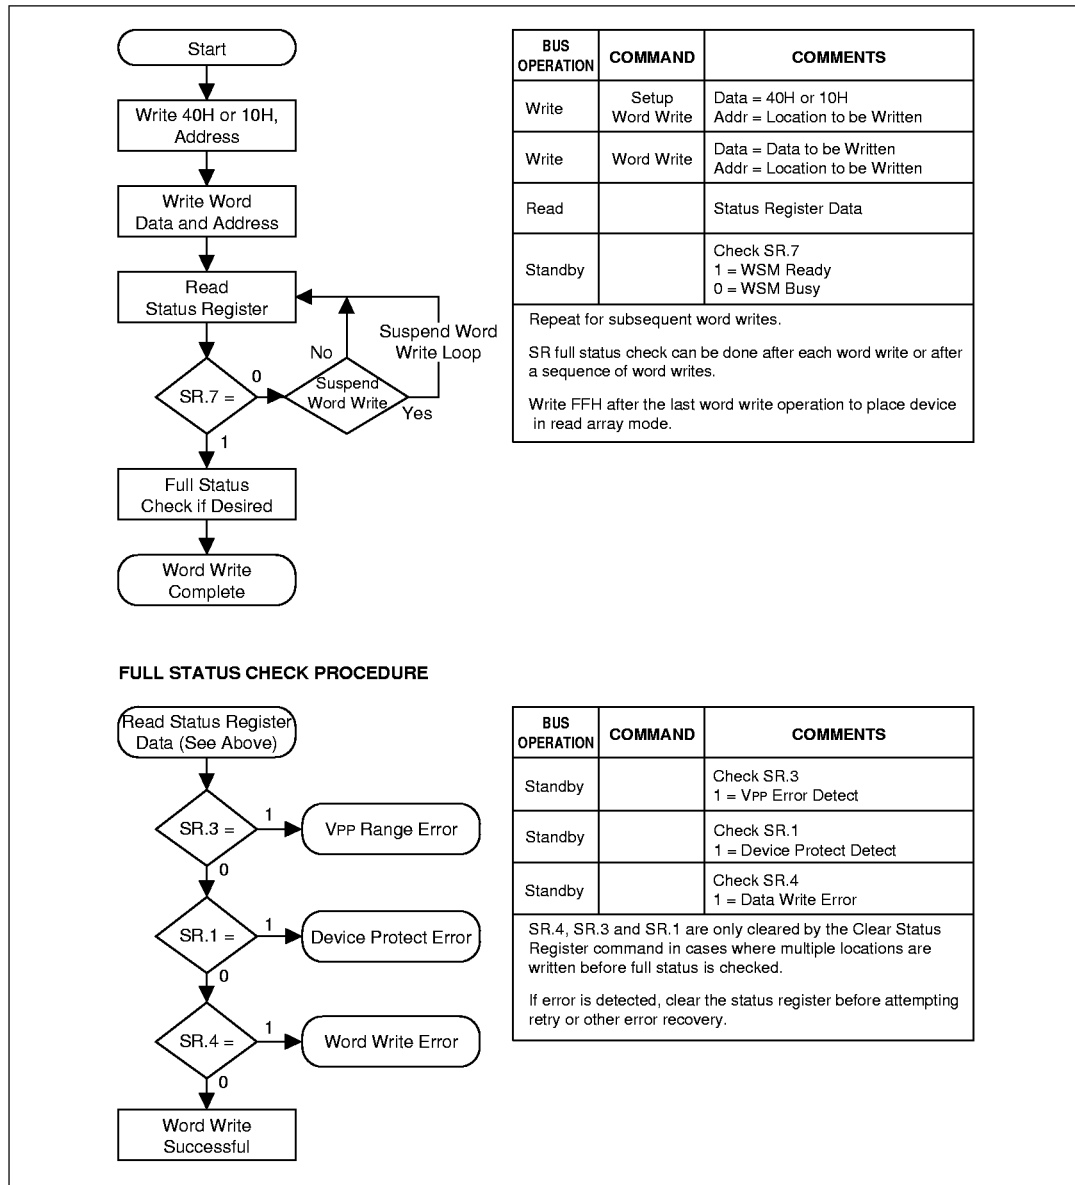 Start
Write 40H or 10H,
Address
Write Word
Data and Address
Read
Status Register
Suspend Word
Write Loop
No
0
SR.7 =
Suspend
Word Write
Yes
1
Full Status
Check if Desired
Word Write
Complete
BUS
OPERATION
COMMAND
COMMENTS
Write
Setup
Word Write
Data = 40H or 10H
Addr = Location to be Written
Write
Word Write
Data = Data to be Written
Addr = Location to be Written
Read
Status Register Data
Standby
Check SR.7
1 = WSM Ready
0 = WSM Busy
Repeat for subsequent word writes.
SR full status check can be done after each word write or after
a sequence of word writes.
Write FFH after the last word write operation to place device
in read array mode.
FULL STATUS CHECK PROCEDURE
Read Status Register
Data (See Above)
SR.3 =
1
VPP Range Error
0
SR.1 =
1
Device Protect Error
0
SR.4 =
1
Word Write Error
0
Word Write
Successful
BUS
OPERATION
COMMAND
COMMENTS
Standby
Check SR.3
1 = VPP Error Detect
Standby
Check SR.1
1 = Device Protect Detect
Standby
Check SR.4
1 = Data Write Error
SR.4, SR.3 and SR.1 are only cleared by the Clear Status
Register command in cases where multiple locations are
written before full status is checked.
If error is detected, clear the status register before attempting
retry or other error recovery.